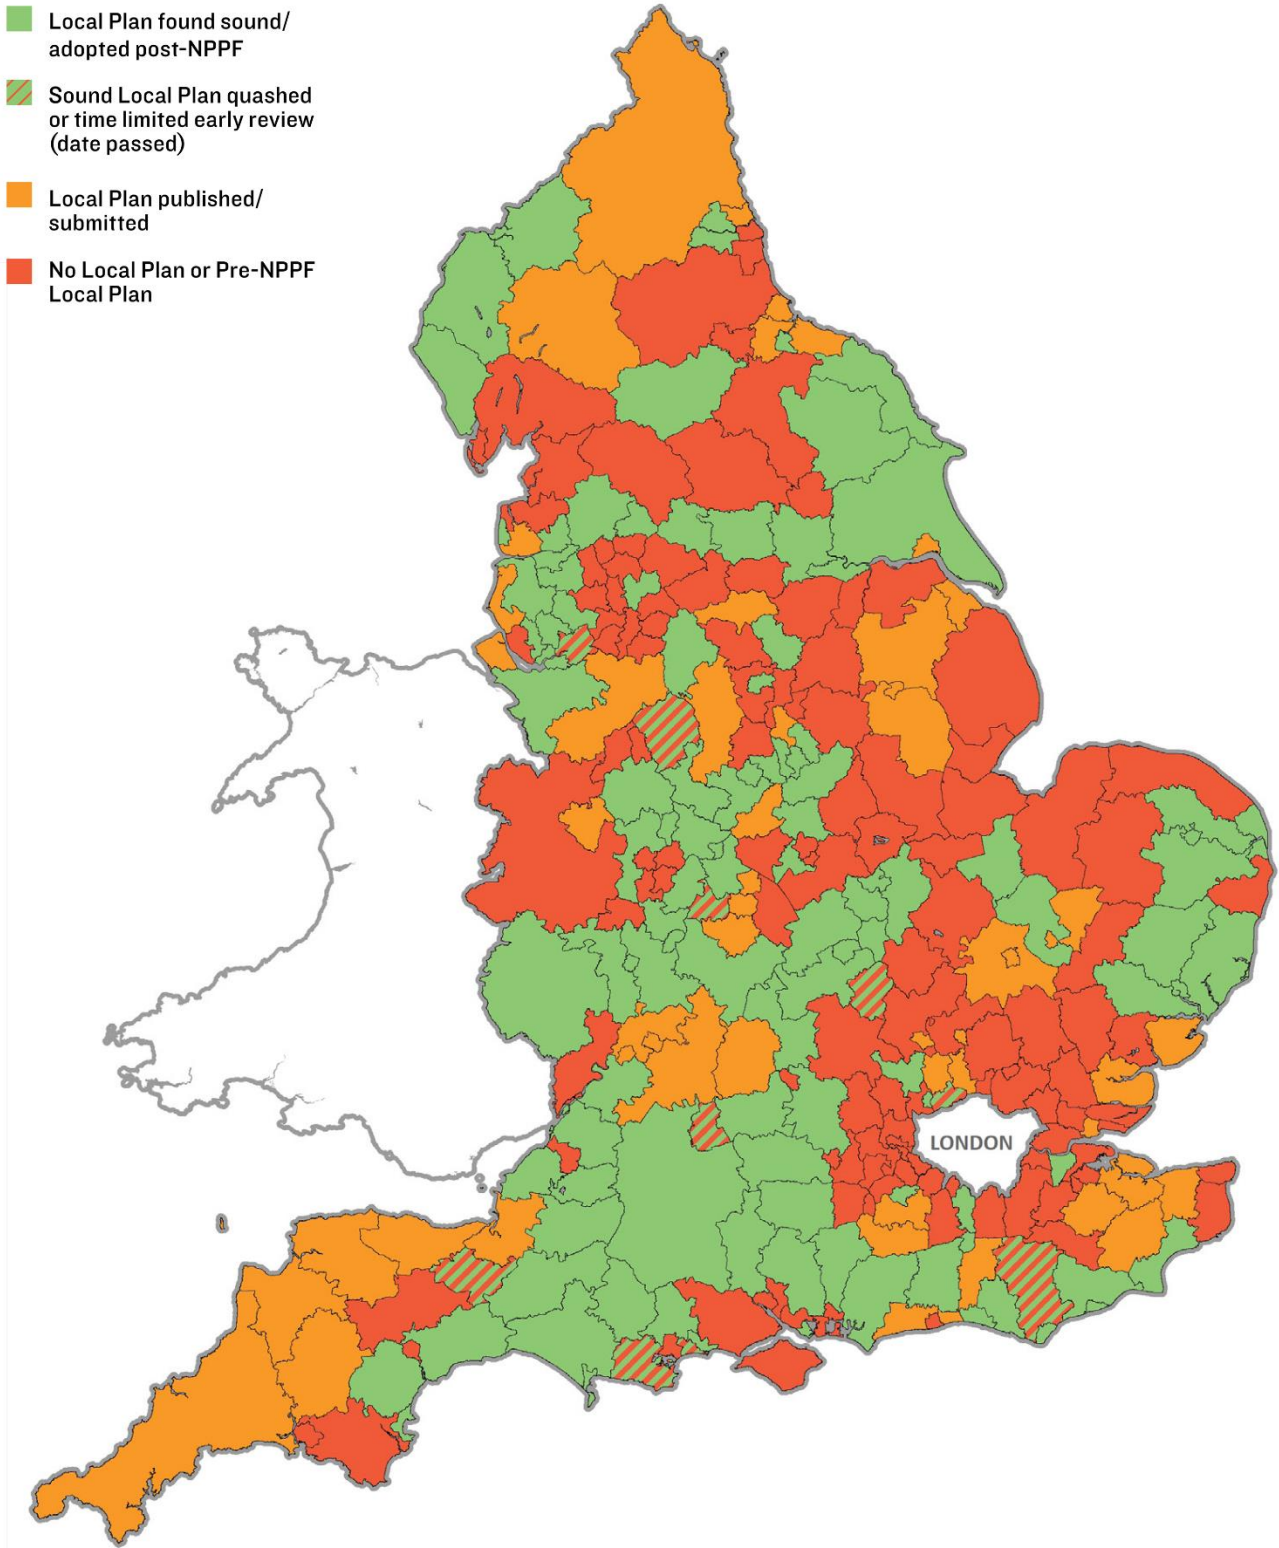 Local Plan found sound/
adopted post-NPPF
Sound Local Plan quashed
or time limited early review
(date passed)
Local Plan published/
submitted
No Local Plan or Pre-NPPF
Local Plan
LONDON